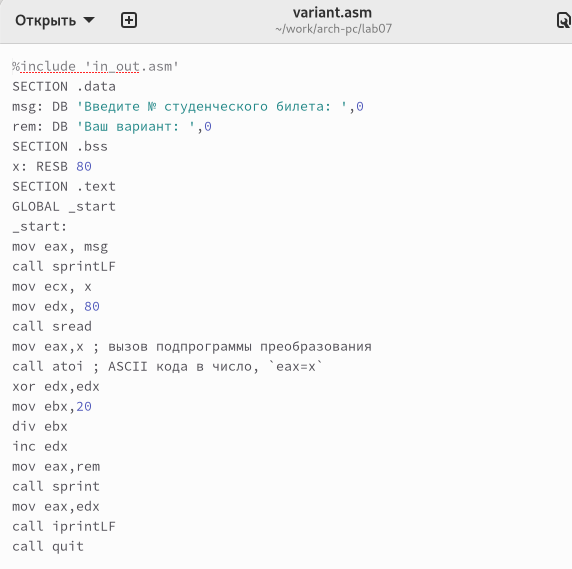 Открыть
variant.asm
~/work/arch-pc/lab07
%include 'in_out.asm'
SECTION .data
msg: DB 'Введите № студенческого билета: ',0
rem: DB 'Ваш вариант: ',0
SECTION .bss
x: RESB 80
SECTION .text
GLOBAL _start
_start:
mov eax, msg
call sprintLF
mov ecx, x
mov edx, 80
call sread
mov eax,x ; вызов подпрограммы преобразования
call atoi ; ASCII кода в число, `eax=x`
xor edx,edx
mov ebx,20
div ebx
inc edx
mov eax,rem
call sprint
mov eax,edx
call iprintLF
call quit